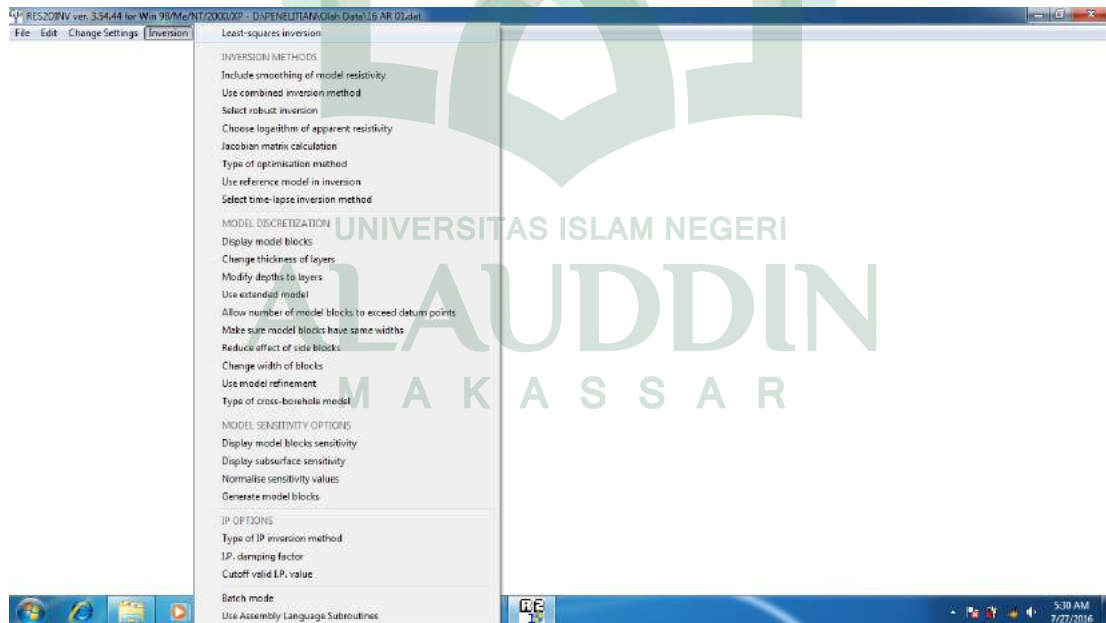 RES2DINV ver. 3.54.44 for Win 98/Me/NT/2000/XP - D:\PENELITIAN\Olah Data\16 AR 02.dat
File Edit Change Settings Inversion
Least-squares inversion
INVERSION METHODS
Include smoothing of model resistivity
Use combined inversion method
Select robust inversion
Choose logarithm of apparent resistivity
Jacobian matrix calculation
Type of optimisation method
Use reference model in inversion
Select time-lapse inversion method
MODEL DISCRETIZATION
Display model blocks
Change thickness of layers
Modify depths to layers
Use extended model
Allow number of model blocks to exceed datum points
Make sure model blocks have same widths
Reduce effect of side blocks
Change width of blocks
Use model refinement
Type of cross-borehole model
MODEL SENSITIVITY OPTIONS
Display model blocks sensitivity
Display subsurface sensitivity
Normalise sensitivity values
Generate model blocks
IP OPTIONS
Type of IP inversion method
I.P. damping factor
Cutoff valid I.P. value
Batch mode
Use Assembly Language Subroutines
UNIVERSITAS ISLAM NEGERI
ALAUDDIN
MAKASSAR
5:30 AM
7/27/2016